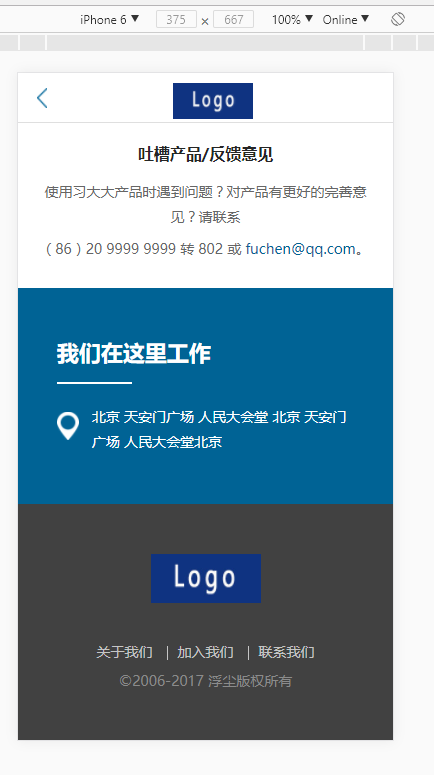 iPhone 6 ▼ 375 × 667 100% ▼ Online ▼
Logo
吐槽产品/反馈意见
使用习大大产品时遇到问题？对产品有更好的完善意
见？请联系
（86）20 9999 9999 转 802 或 fuchen@qq.com。
我们在这里工作
北京 天安门广场 人民大会堂 北京 天安门
广场 人民大会堂北京
Logo
关于我们 | 加入我们 | 联系我们
©2006-2017 浮尘版权所有